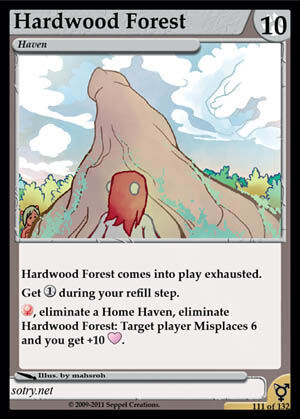 Hardwood Forest 10
Haven
Hardwood Forest comes into play exhausted.
Get 1 during your refill step.
, eliminate a Home Haven, eliminate
Hardwood Forest: Target player Misplaces 6
and you get +10 .
Illus. by mahsroh
sotry.net
© 2009-2011 Seppel Creations.
111 of 132